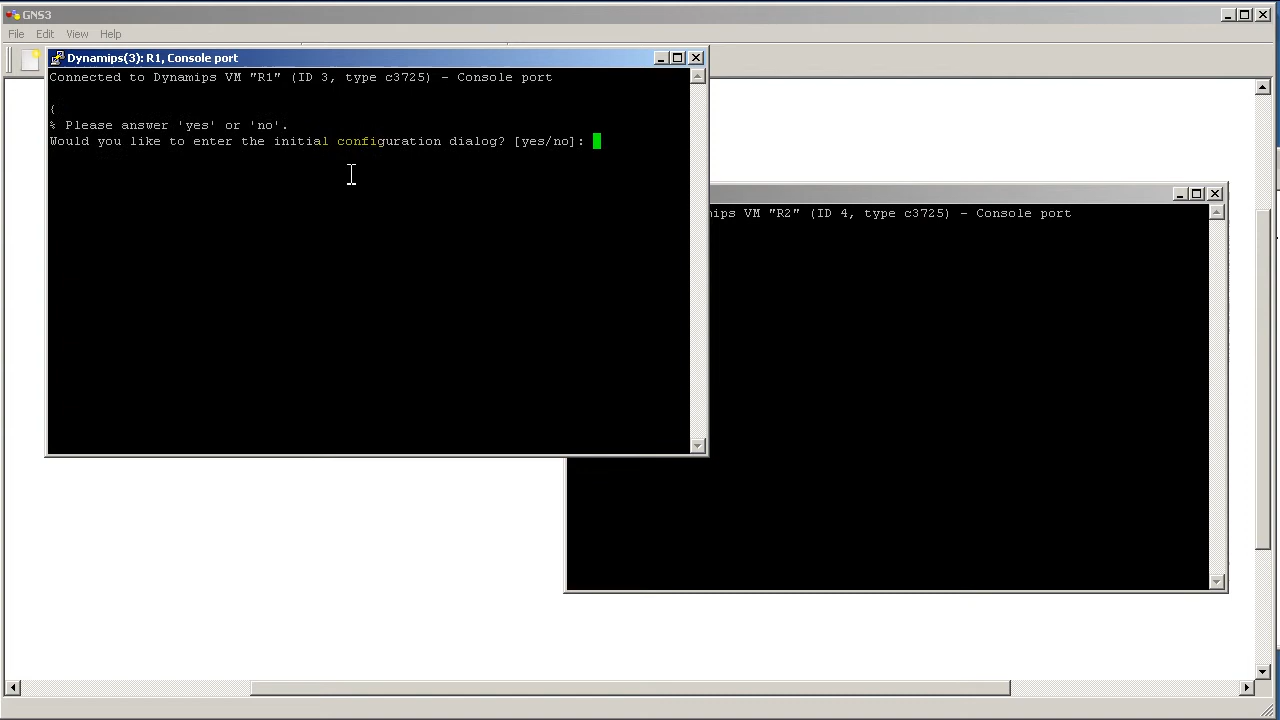 GNS3
File Edit View Help
Dynamips(3): R1, Console port
Connected to Dynamips VM "R1" (ID 3, type c3725) - Console port
(
% Please answer 'yes' or 'no'.
Would you like to enter the initial configuration dialog? [yes/no]:
ips VM "R2" (ID 4, type c3725) - Console port